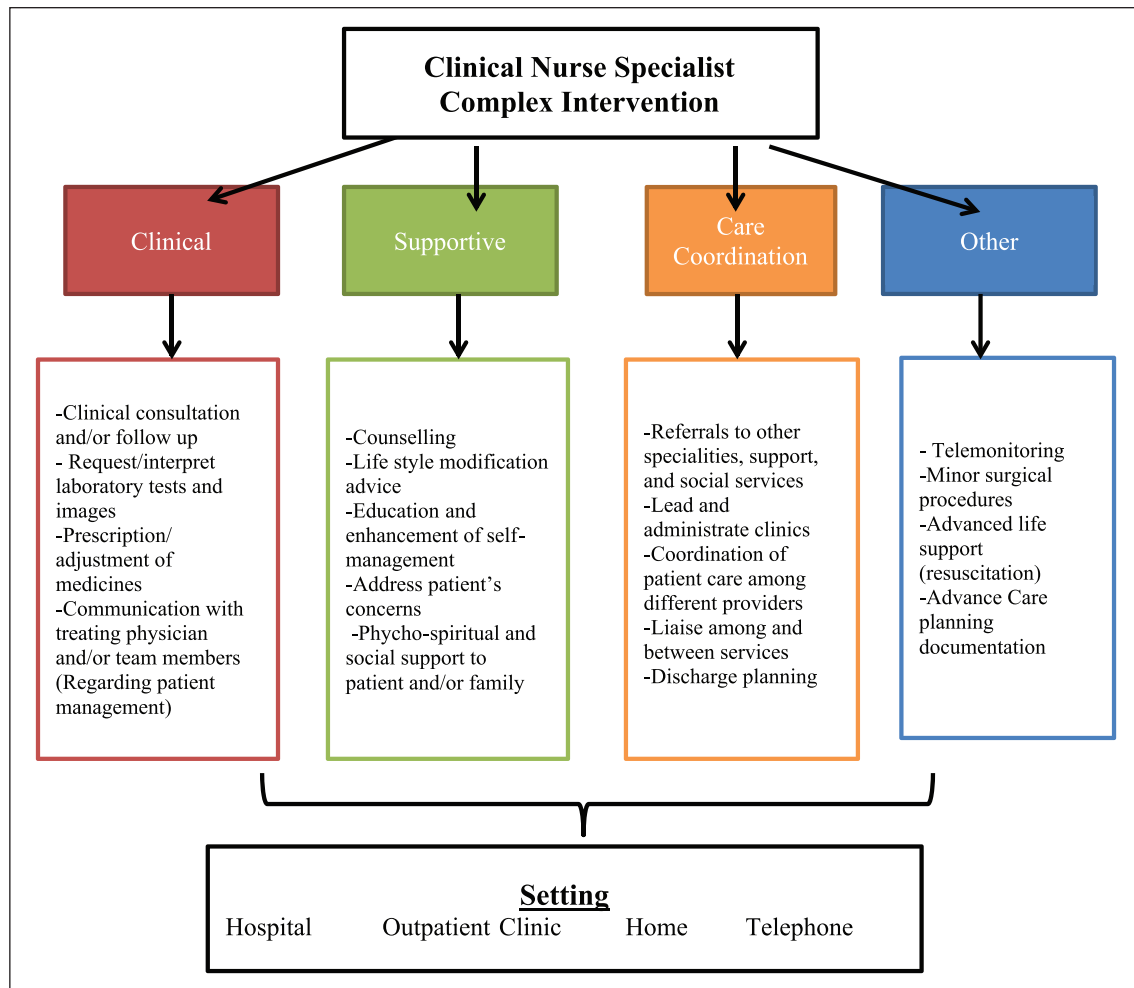 Clinical Nurse Specialist
Complex Intervention
Clinical
Supportive
Care
Coordination
Other
-Clinical consultation
and/or follow up
- Request/interpret
laboratory tests and
images
-Prescription/
adjustment of
medicines
-Communication with
treating physician
and/or team members
(Regarding patient
management)
-Counselling
-Life style modification
advice
-Education and
enhancement of self-
management
-Address patient's
concerns
-Phycho-spiritual and
social support to
patient and/or family
-Referrals to other
specialities, support,
and social services
-Lead and
administrate clinics
-Coordination of
patient care among
different providers
-Liaise among and
between services
-Discharge planning
- Telemonitoring
-Minor surgical
procedures
-Advanced life
support
(resuscitation)
-Advance Care
planning
documentation
Setting
Hospital Outpatient Clinic Home Telephone